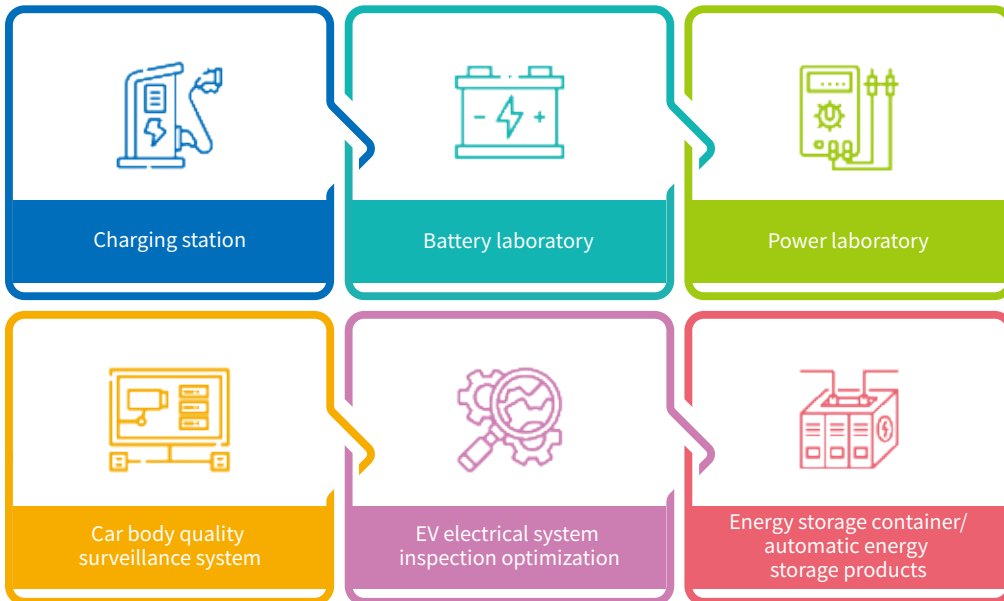 Charging station
Battery laboratory
Power laboratory
Car body quality
surveillance system
EV electrical system
inspection optimization
Energy storage container/
automatic energy
storage products